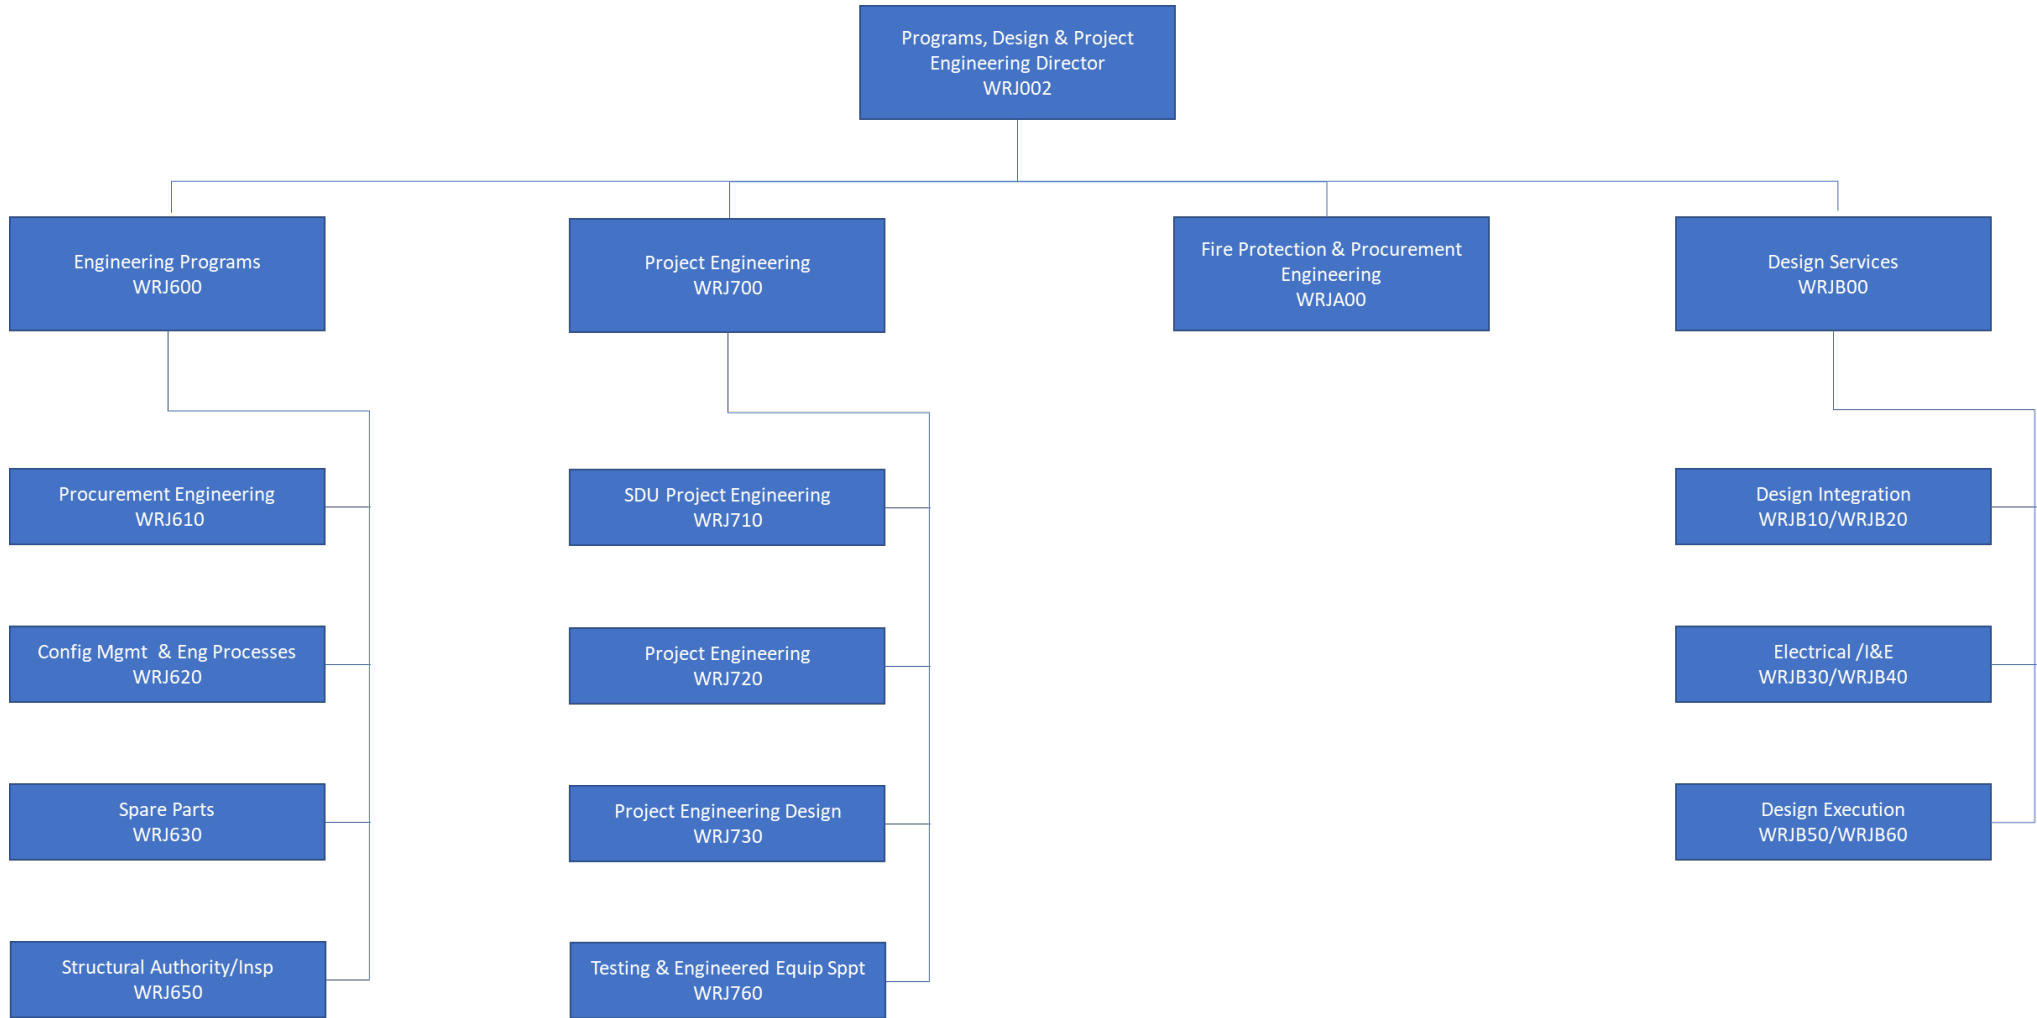 Programs, Design & Project
Engineering Director
WRJ002
Engineering Programs
WRJ600
Project Engineering
WRJ700
Fire Protection & Procurement
Engineering
WRJA00
Design Services
WRJB00
Procurement Engineering
WRJ610
SDU Project Engineering
WRJ710
Design Integration
WRJB10/WRJB20
Config Mgmt & Eng Processes
WRJ620
Project Engineering
WRJ720
Electrical /I&E
WRJB30/WRJB40
Spare Parts
WRJ630
Project Engineering Design
WRJ730
Design Execution
WRJB50/WRJB60
Structural Authority/Insp
WRJ650
Testing & Engineered Equip Sppt
WRJ760